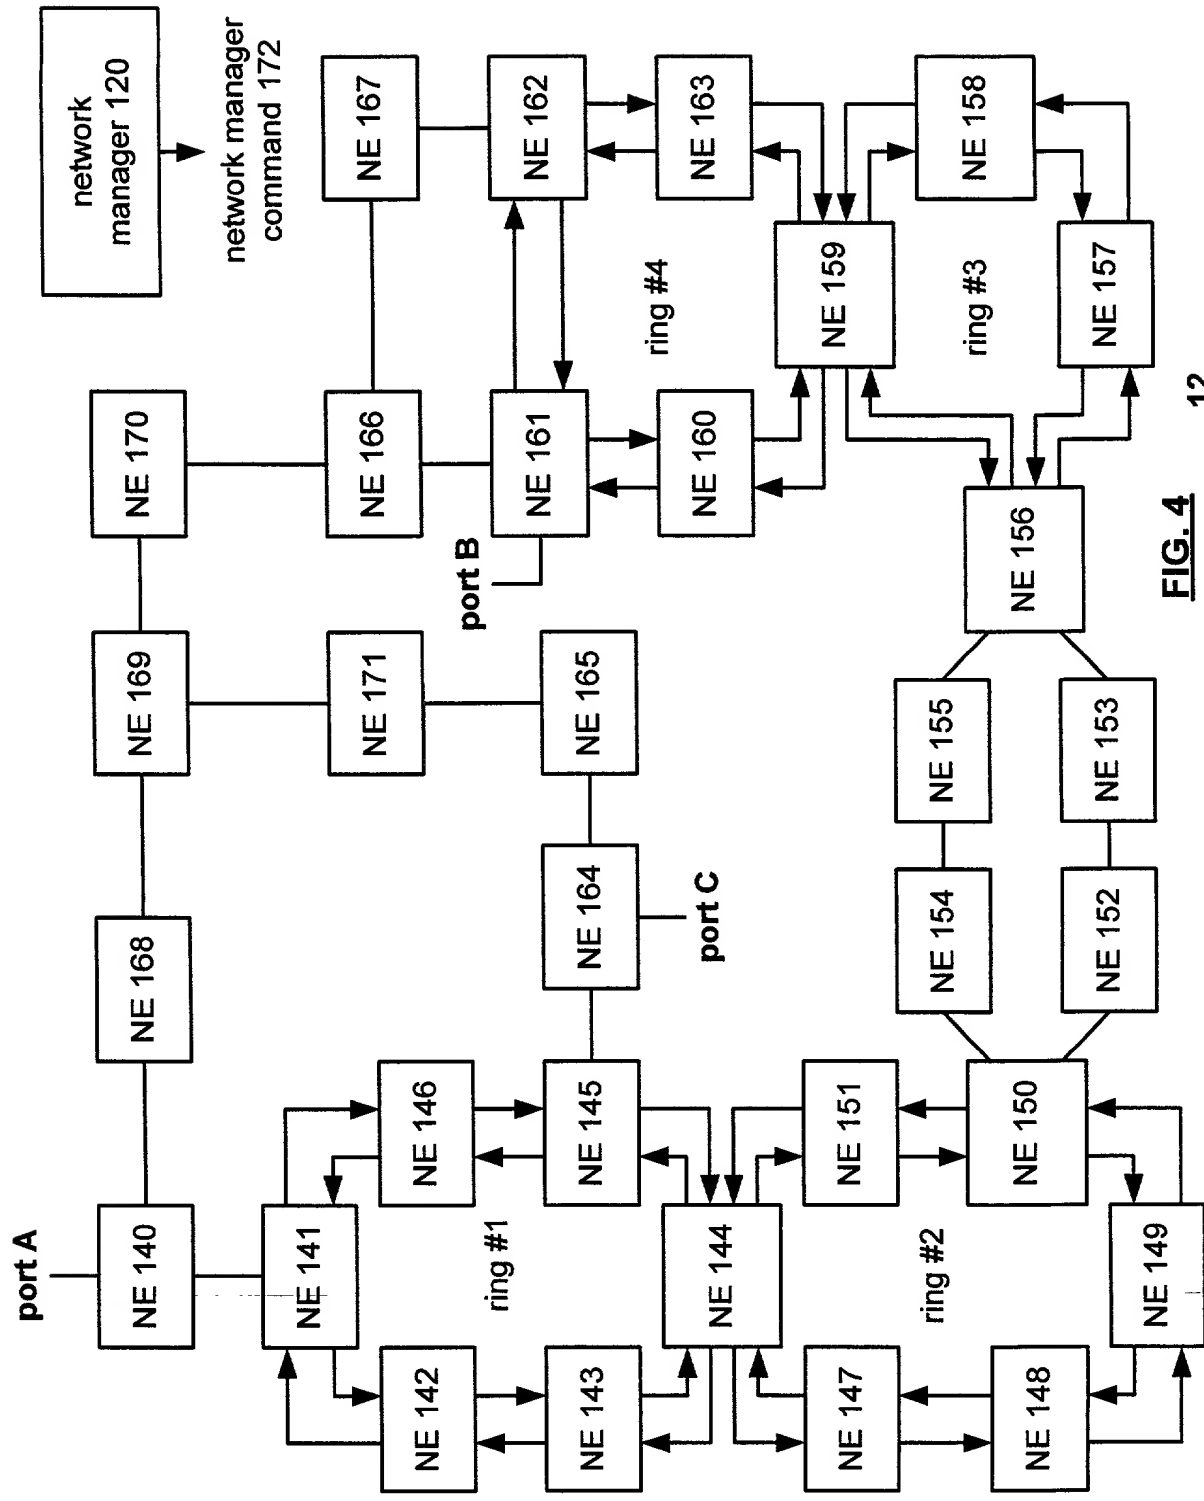 network
manager 120
network manager
command 172
port A
NE 140
NE 168
NE 169
NE 170
NE 141
NE 142
NE 146
ring #1
NE 143
NE 145
NE 164
port C
NE 171
NE 165
NE 166
NE 167
port B
NE 161
NE 162
NE 160
ring #4
NE 163
NE 144
NE 147
NE 151
ring #2
NE 148
NE 150
NE 149
NE 154
NE 155
NE 152
NE 153
NE 156
NE 159
ring #3
NE 158
NE 157
FIG. 4
12